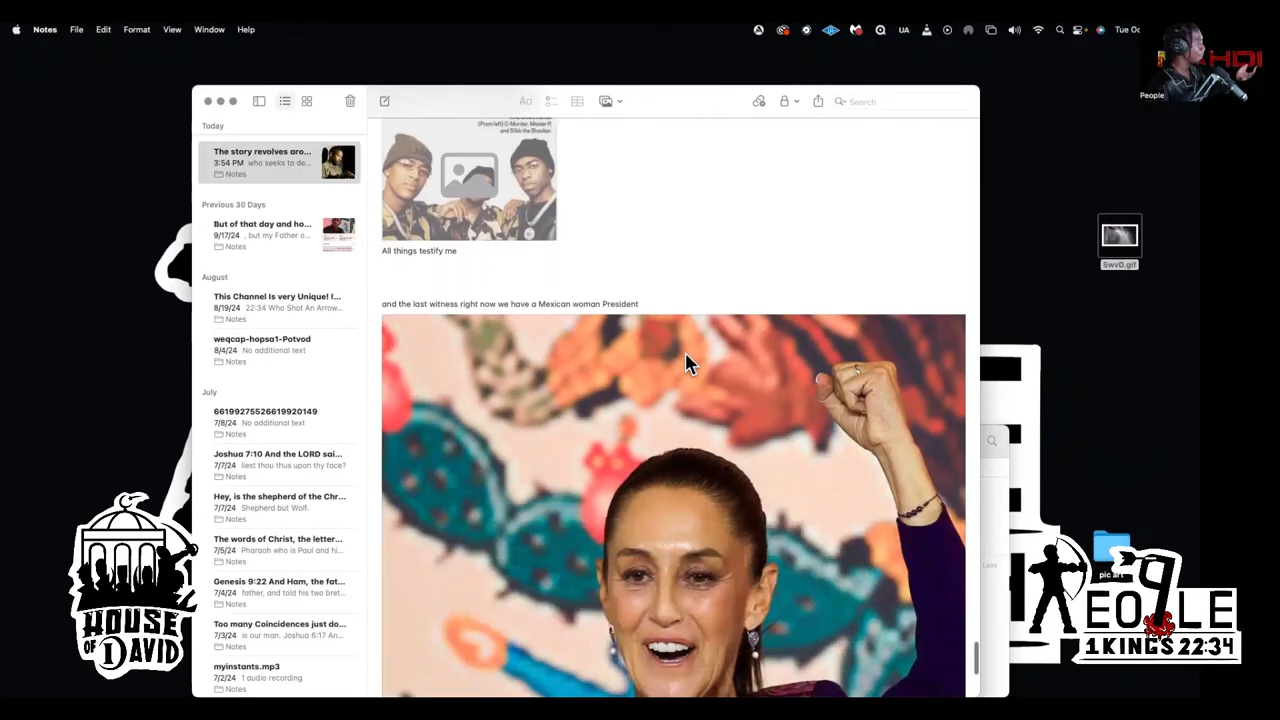 Notes File Edit Format View Window Help
UA
Tue Oc
People
Search
Today
The story revolves aro...
3:54 PM who seeks to de...
Notes
Previous 30 Days
But of that day and ho...
9/17/24 , but my Father o...
Notes
August
This Channel Is very Unique! I...
8/19/24 22:34 Who Shot An Arrow...
Notes
weqcap-hopsa1-Potvod
8/4/24 No additional text
Notes
July
66199275526619920149
7/8/24 No additional text
Notes
Joshua 7:10 And the LORD sai...
7/7/24 liest thou thus upon thy face?
Notes
Hey, is the shepherd of the Chr...
7/7/24 Shepherd but Wolf.
Notes
The words of Christ, the letter...
7/5/24 Pharaoh who is Paul and hi...
Notes
Genesis 9:22 And Ham, the fat...
7/4/24 father, and told his two bret...
Notes
Too many Coincidences just do...
7/3/24 is our man. Joshua 6:17 An...
Notes
myinstants.mp3
7/2/24 1 audio recording
Notes
(From left) C-Murder, Master P,
and Silkk the Shocker.
All things testify me
and the last witness right now we have a Mexican woman President
SwvD.gif
Less
pic art
HOUSE
OF DAVID
1 KINGS 22:34